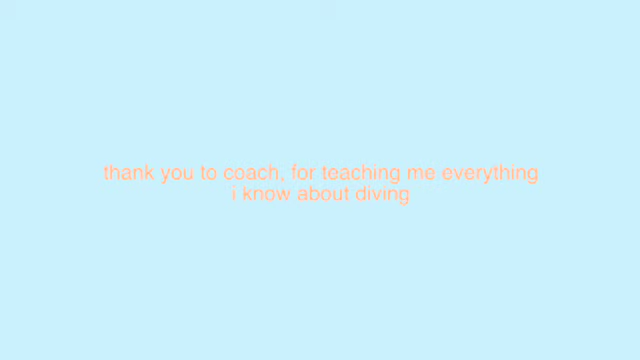 thank you to coach, for teaching me everything
i know about diving